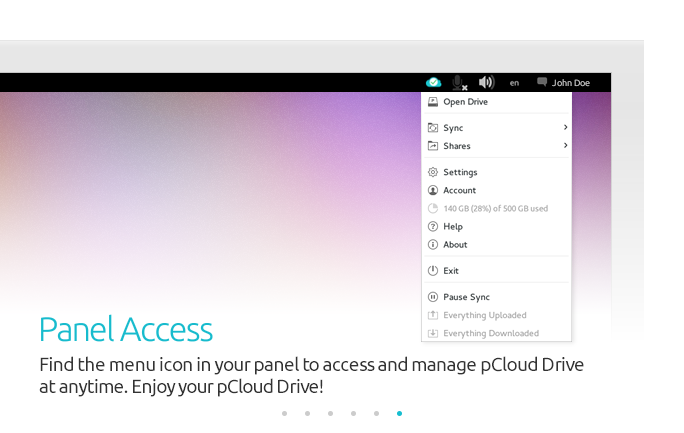 en
John Doe
Open Drive
Sync
Shares
Settings
Account
140 GB (28%) of 500 GB used
Help
About
Exit
Pause Sync
Everything Uploaded
Everything Downloaded
Panel Access
Find the menu icon in your panel to access and manage pCloud Drive
at anytime. Enjoy your pCloud Drive!